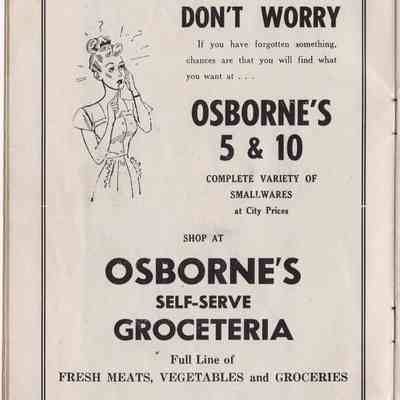 DON'T WORRY
If you have forgotten something,
chances are that you will find what
you want at . . .
OSBORNE'S
5 & 10
COMPLETE VARIETY OF
SMALLWARES
at City Prices
SHOP AT
OSBORNE'S
SELF-SERVE
GROCETERIA
Full Line of
FRESH MEATS, VEGETABLES and GROCERIES